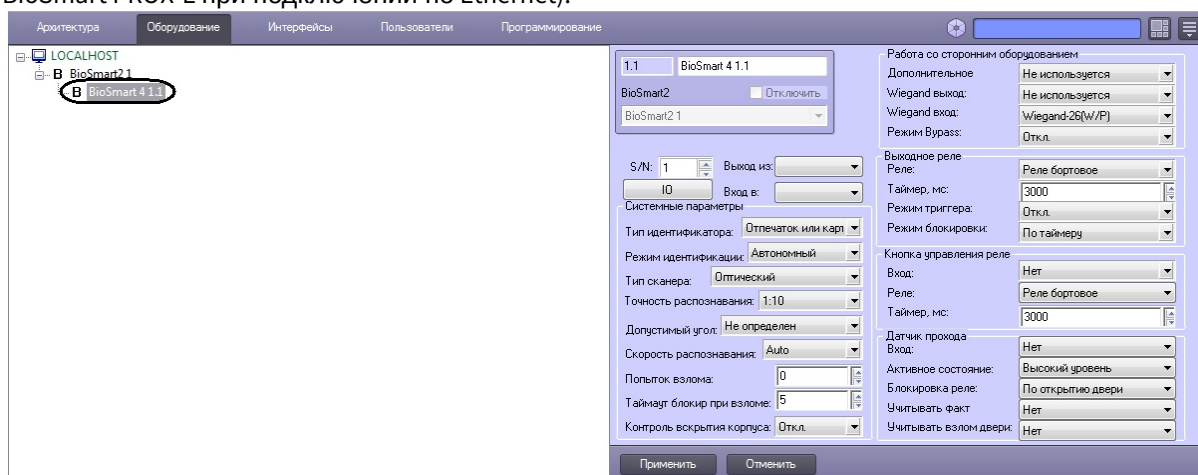 BioSmart PROX-E при подключении по Ethernet).
Архитектура Оборудование Интерфейсы Пользователи Программирование
LOCALHOST
B BioSmart2 1
B BioSmart 4 1.1
1.1 BioSmart 4 1.1
BioSmart2 Отключить
BioSmart2 1
S/N: 1 Выход из:
IO Вход в:
Системные параметры
Тип идентификатора: Отпечаток или карт
Режим идентификации: Автономный
Тип сканера: Оптический
Точность распознавания: 1:10
Допустимый угол: Не определен
Скорость распознавания: Auto
Попыток взлома: 0
Таймаут блокир при взломе: 5
Контроль вскрытия корпуса: Откл.
Работа со сторонним оборудованием
Дополнительное Не используется
Wiegand выход: Не используется
Wiegand вход: Wiegand-26(W/P)
Режим Bypass: Откл.
Выходное реле
Реле: Реле бортовое
Таймер, мс: 3000
Режим триггера: Откл.
Режим блокировки: По таймеру
Кнопка управления реле
Вход: Нет
Реле: Реле бортовое
Таймер, мс: 3000
Датчик прохода
Вход: Нет
Активное состояние: Высокий уровень
Блокировка реле: По открытию двери
Учитывать факт Нет
Учитывать взлом двери: Нет
Применить Отменить